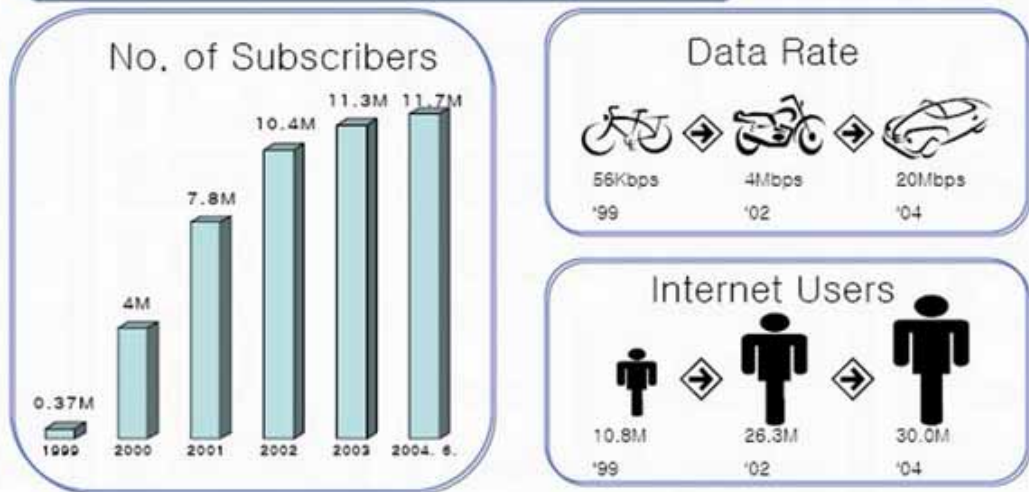 No. of Subscribers
11.3M 11.7M
10.4M
7.8M
4M
0.37M
1999 2000 2001 2002 2003 2004. 6.
Data Rate
56Kbps 4Mbps 20Mbps
'99 '02 '04
Internet Users
10.8M 26.3M 30.0M
'99 '02 '04